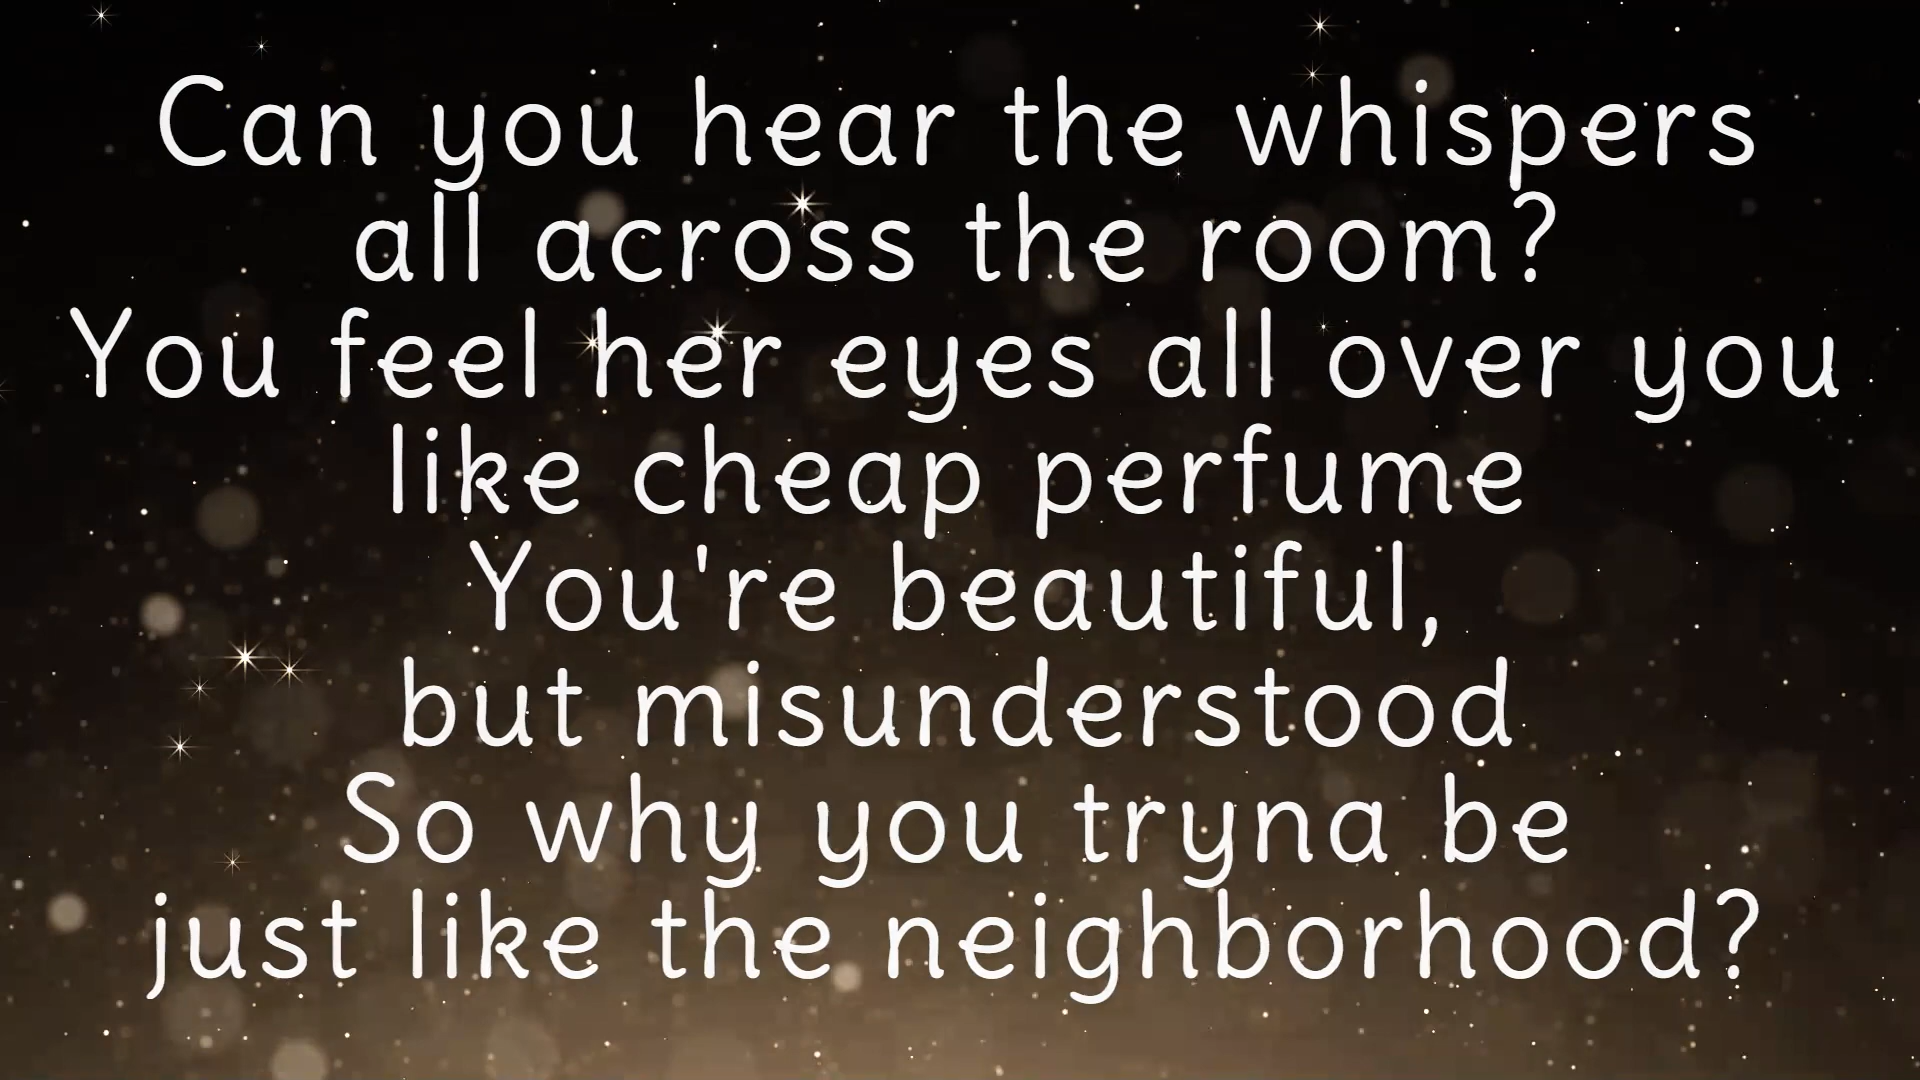 Can you hear the whispers
all across the room?
You feel her eyes all over you
like cheap perfume
You're beautiful,
but misunderstood
So why you tryna be
just like the neighborhood?